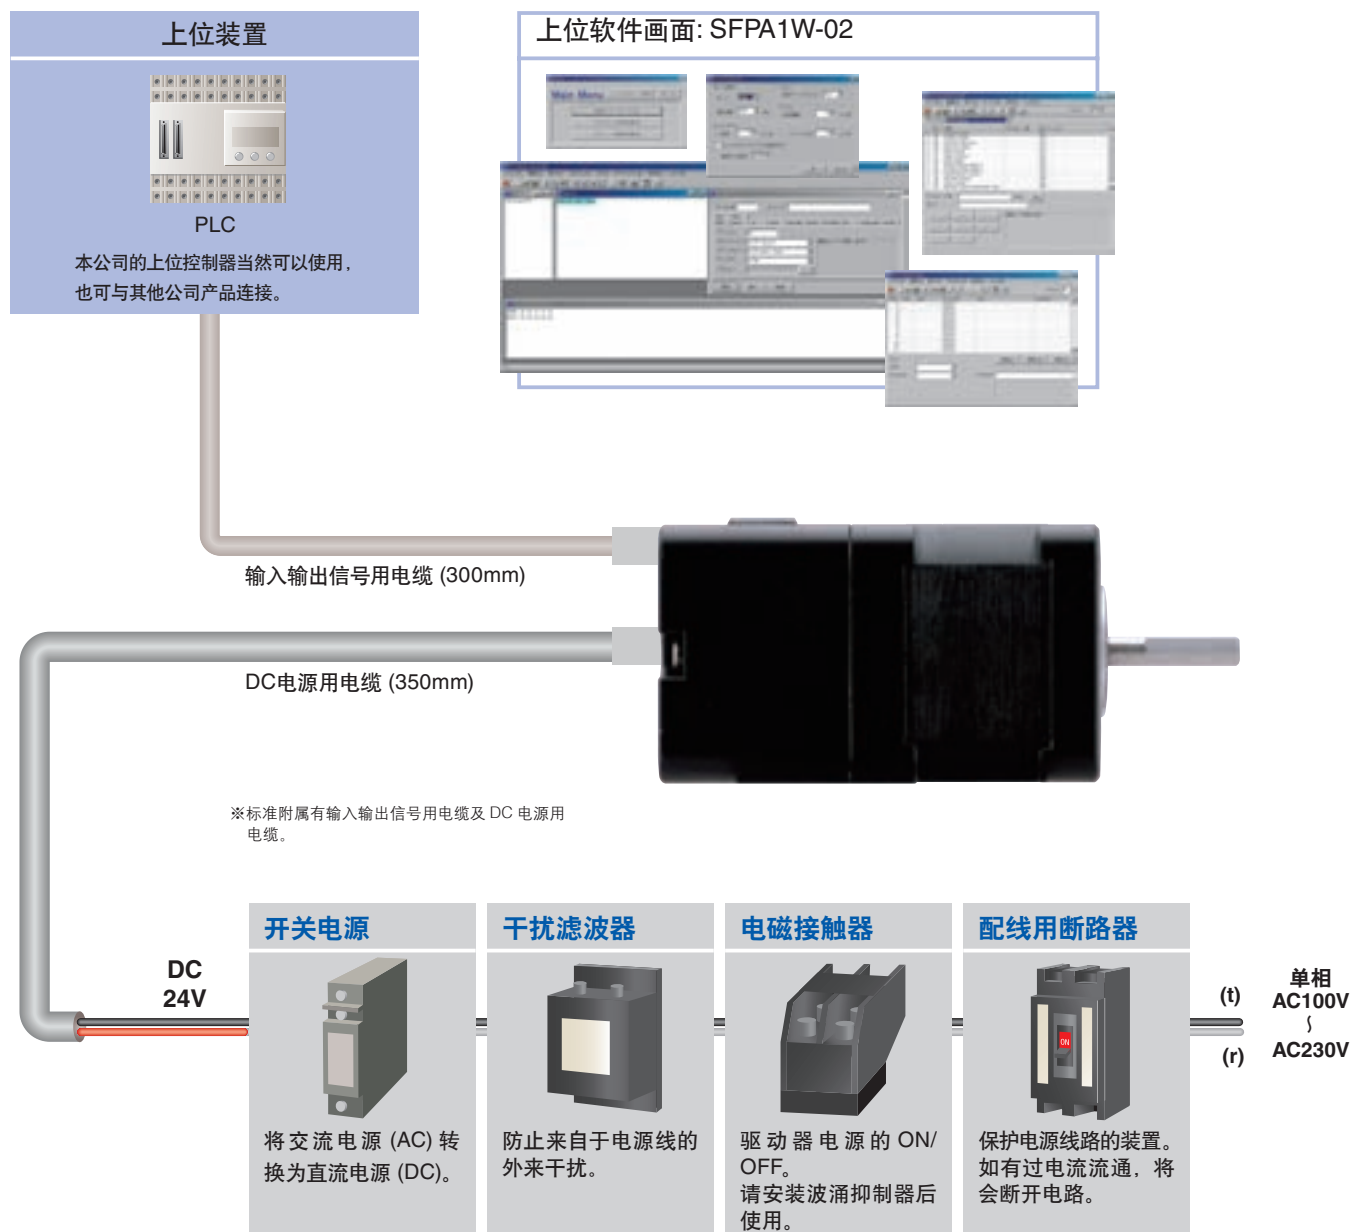 上位装置
PLC
本公司的上位控制器当然可以使用，
也可与其他公司产品连接。
上位软件画面: SFPA1W-02
Main Menu
输入输出信号用电缆 (300mm)
DC电源用电缆 (350mm)
※标准附属有输入输出信号用电缆及 DC 电源用
电缆。
DC
24V
开关电源
将交流电源 (AC) 转
换为直流电源 (DC)。
干扰滤波器
防止来自于电源线的
外来干扰。
电磁接触器
驱动器电源的 ON/
OFF。
请安装波涌抑制器后
使用。
配线用断路器
ON
保护电源线路的装置。
如有过电流流通，将
会断开电路。
(t)
(r)
单相
AC100V
~
AC230V